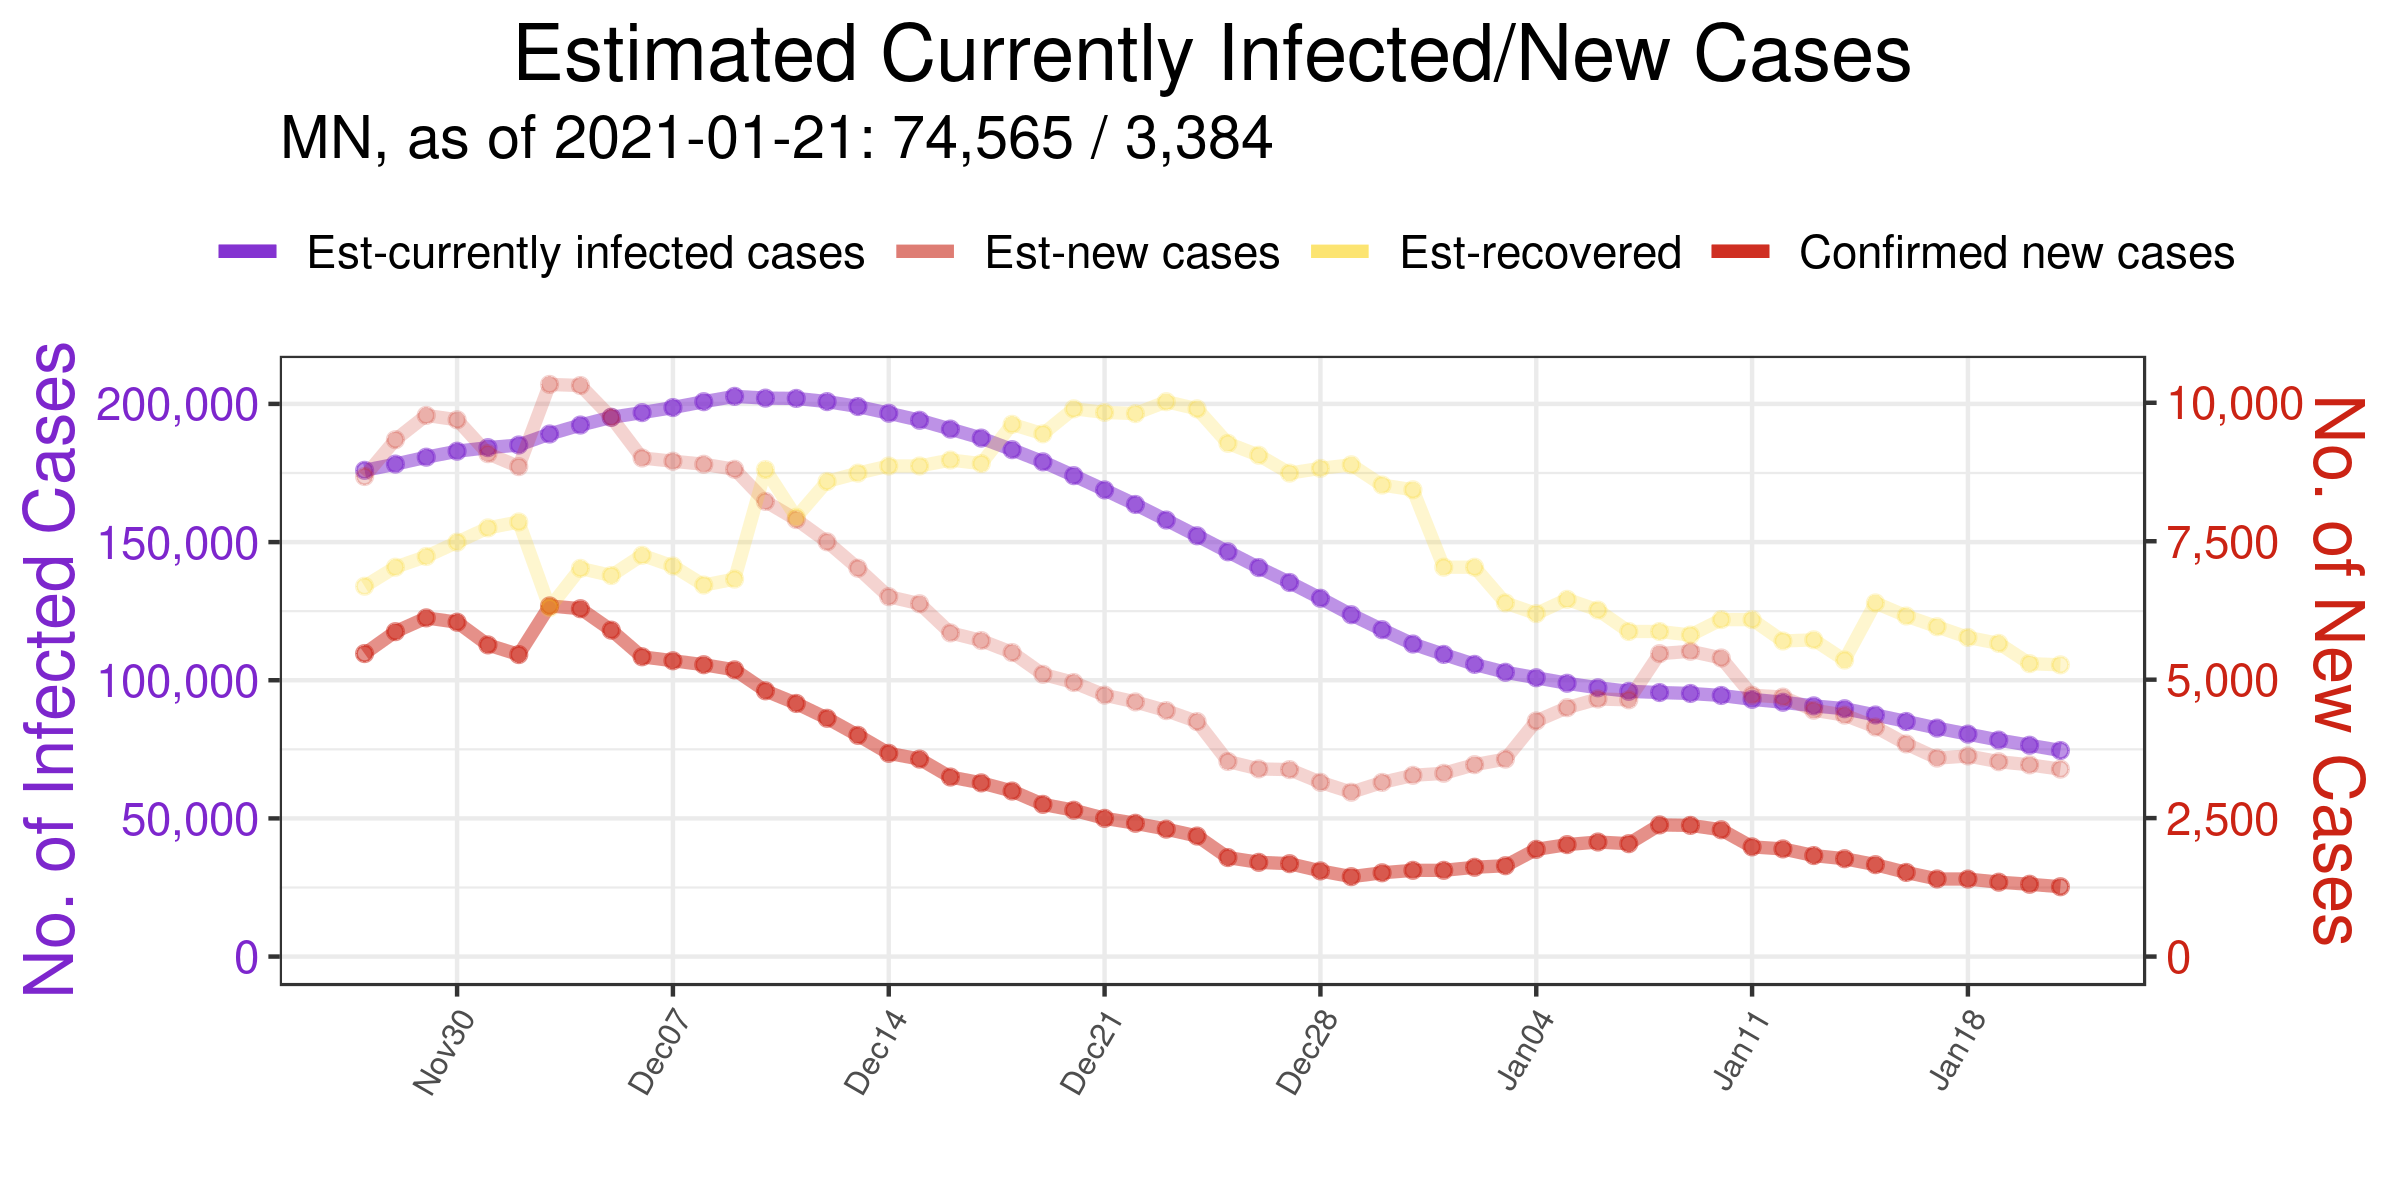 Estimated Currently Infected/New Cases
MN, as of 2021-01-21: 74,565 / 3,384
Est-currently infected cases
Est-new cases
Est-recovered
Confirmed new cases
No. of Infected Cases
200,000
150,000
100,000
50,000
0
10,000
7,500
5,000
2,500
0
No. of New Cases
Nov30
Dec07
Dec14
Dec21
Dec28
Jan04
Jan11
Jan18